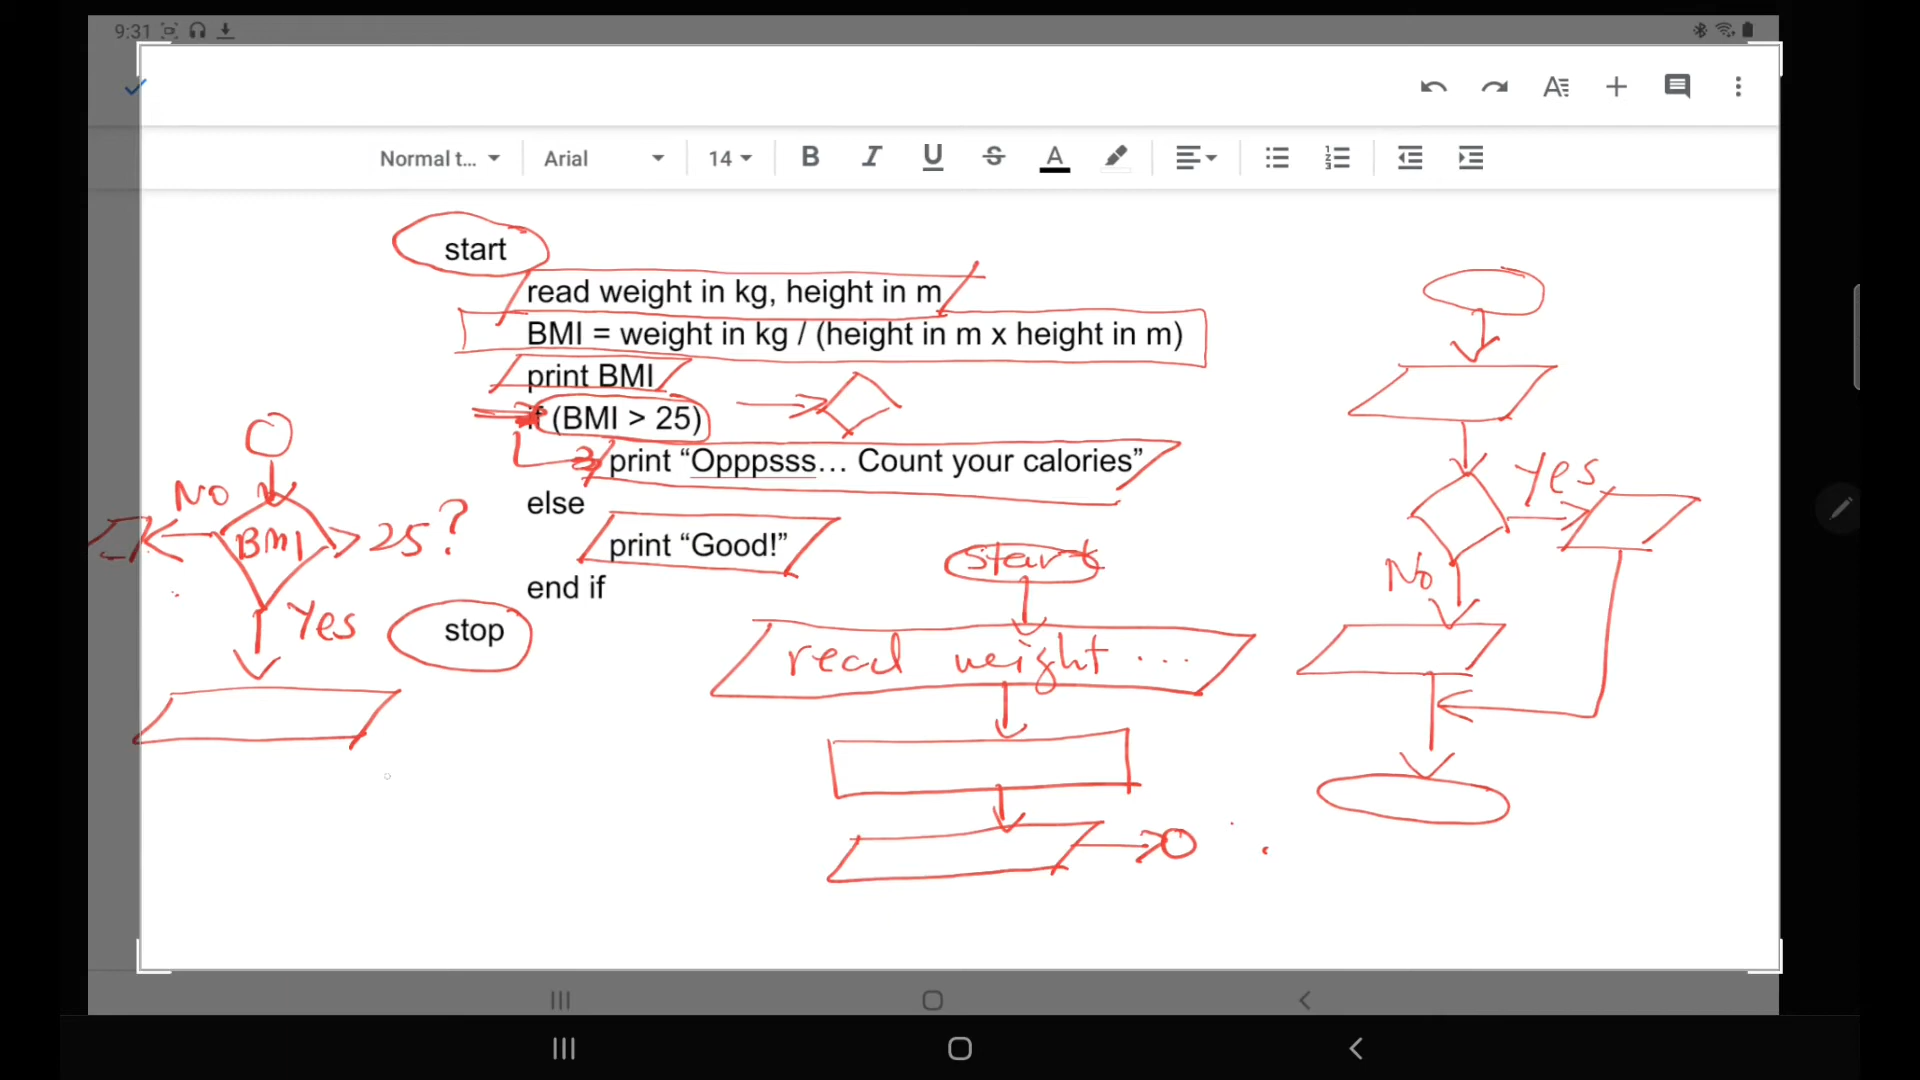 9:31
Normal t... Arial 14 B I U S A
start
read weight in kg, height in m
BMI = weight in kg / (height in m x height in m)
print BMI
if (BMI > 25)
print “Opppsss… Count your calories”
else
print “Good!”
end if
stop
No
BMI > 25?
Yes
start
read weight ...
Yes
No